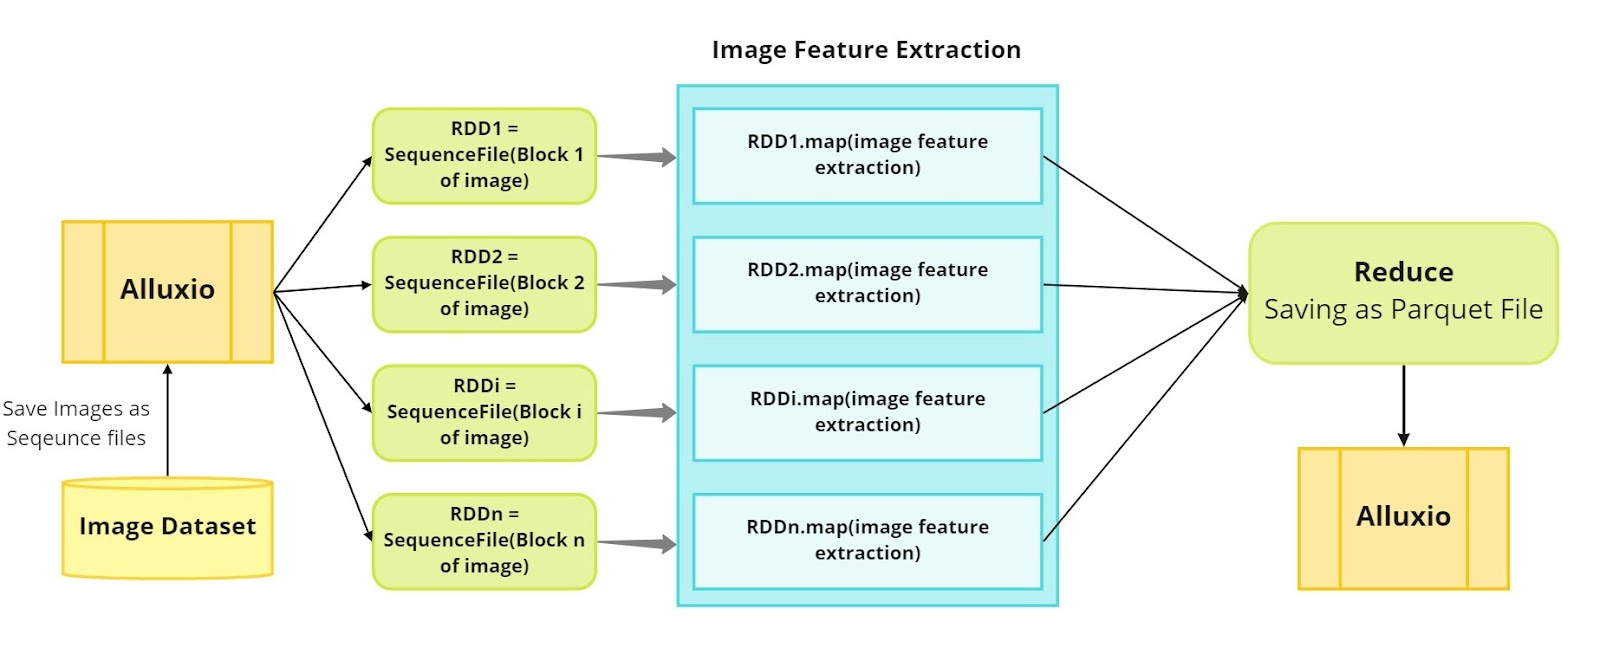 Image Feature Extraction
RDD1 =
SequenceFile(Block 1
of image)
RDD1.map(image feature
extraction)
RDD2 =
SequenceFile(Block 2
of image)
RDD2.map(image feature
extraction)
Alluxio
Reduce
Saving as Parquet File
RDDi =
SequenceFile(Block i
of image)
RDDi.map(image feature
extraction)
Save Images as
Seqeunce files
RDDn =
SequenceFile(Block n
of image)
RDDn.map(image feature
extraction)
Image Dataset
Alluxio